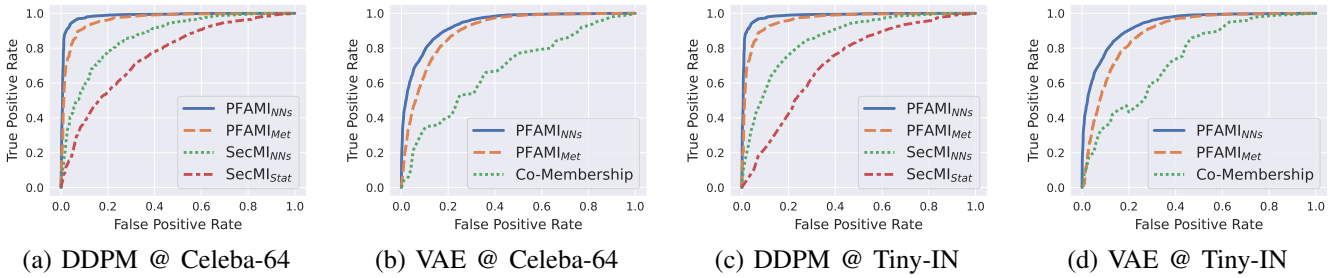 True Positive Rate
1.0
0.8
0.6
0.4
0.2
0.0
PFAMI_NNs
PFAMI_Met
SecMI_NNs
SecMI_Stat
0.0 0.2 0.4 0.6 0.8 1.0
False Positive Rate
(a) DDPM @ Celeba-64
True Positive Rate
1.0
0.8
0.6
0.4
0.2
0.0
PFAMI_NNs
PFAMI_Met
Co-Membership
0.0 0.2 0.4 0.6 0.8 1.0
False Positive Rate
(b) VAE @ Celeba-64
True Positive Rate
1.0
0.8
0.6
0.4
0.2
0.0
PFAMI_NNs
PFAMI_Met
SecMI_NNs
SecMI_Stat
0.0 0.2 0.4 0.6 0.8 1.0
False Positive Rate
(c) DDPM @ Tiny-IN
True Positive Rate
1.0
0.8
0.6
0.4
0.2
0.0
PFAMI_NNs
PFAMI_Met
Co-Membership
0.0 0.2 0.4 0.6 0.8 1.0
False Positive Rate
(d) VAE @ Tiny-IN